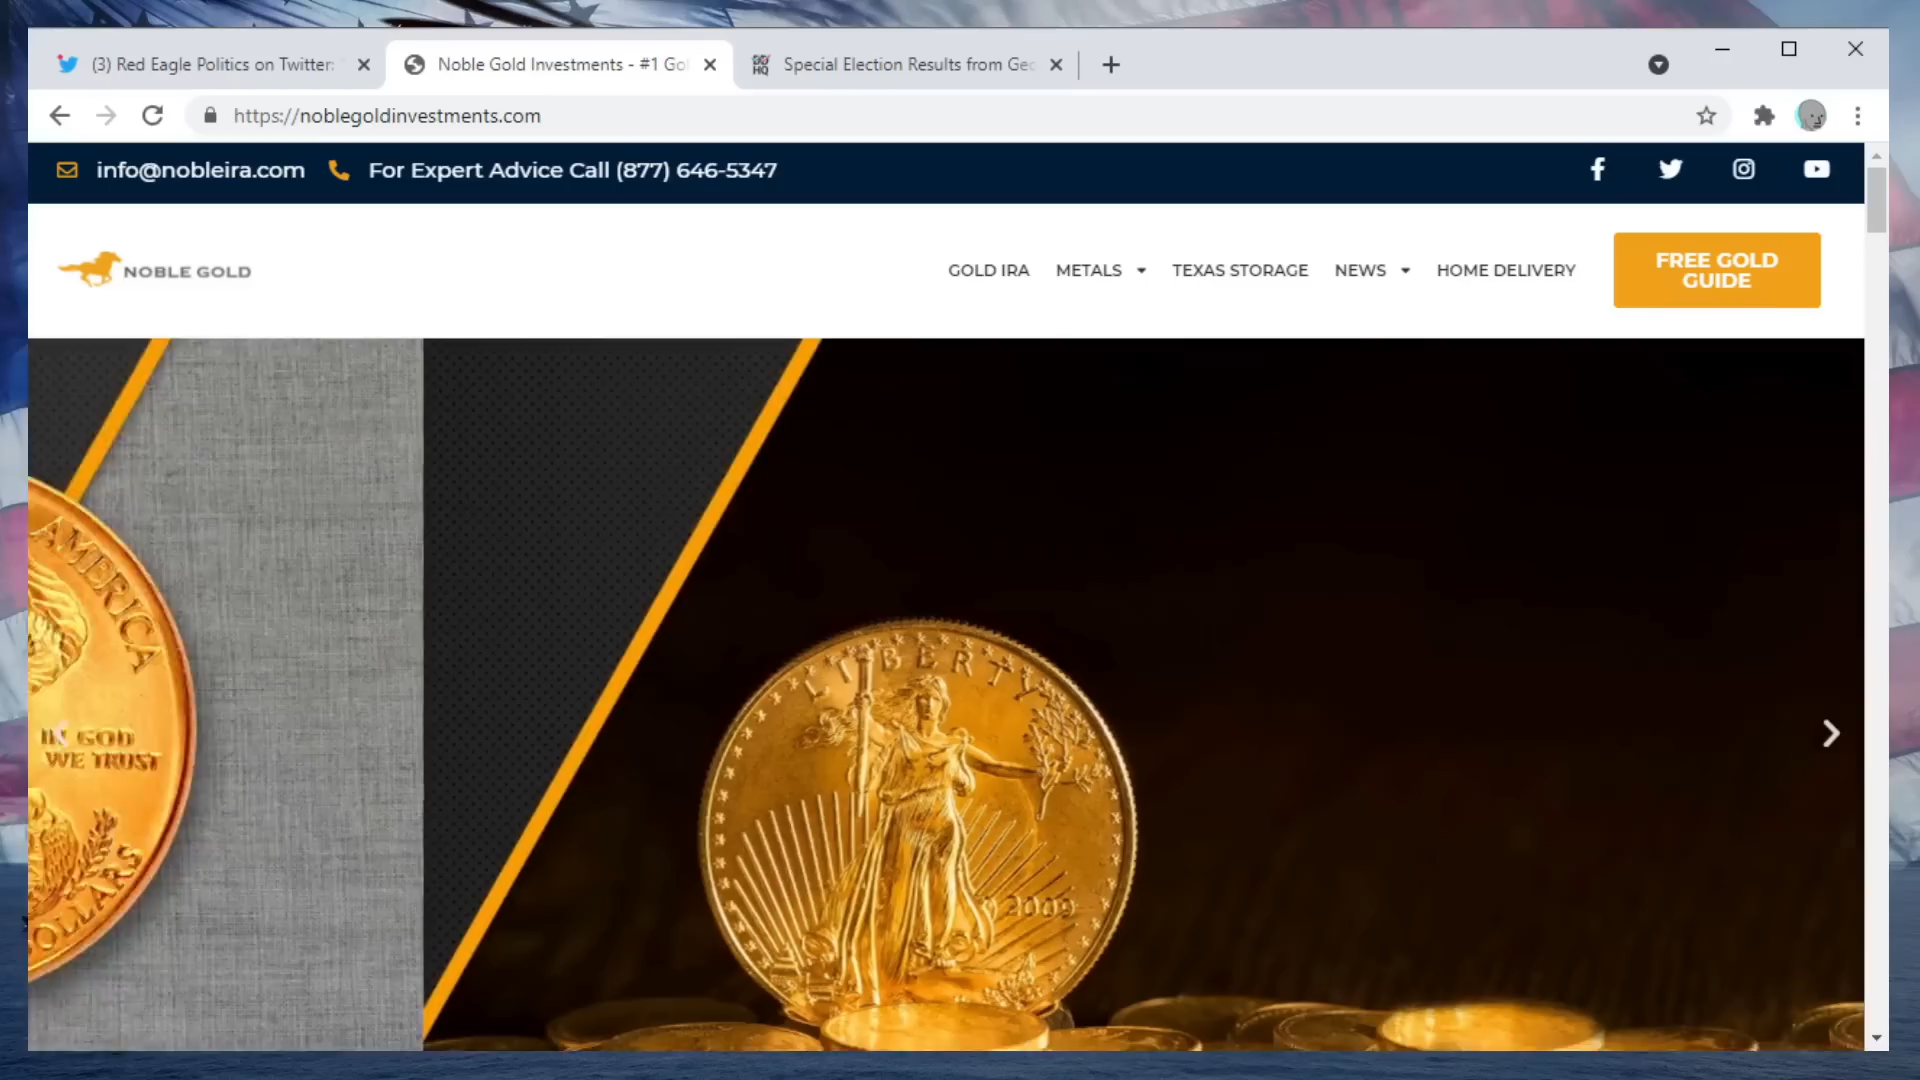 (3) Red Eagle Politics on Twitter:
Noble Gold Investments - #1 Gol
Special Election Results from Geo
https://noblegoldinvestments.com
info@nobleira.com
For Expert Advice Call (877) 646-5347
NOBLE GOLD
GOLD IRA
METALS
TEXAS STORAGE
NEWS
HOME DELIVERY
FREE GOLD
GUIDE
AMERICA
IN GOD
WE TRUST
DOLLARS
LIBERTY
2009